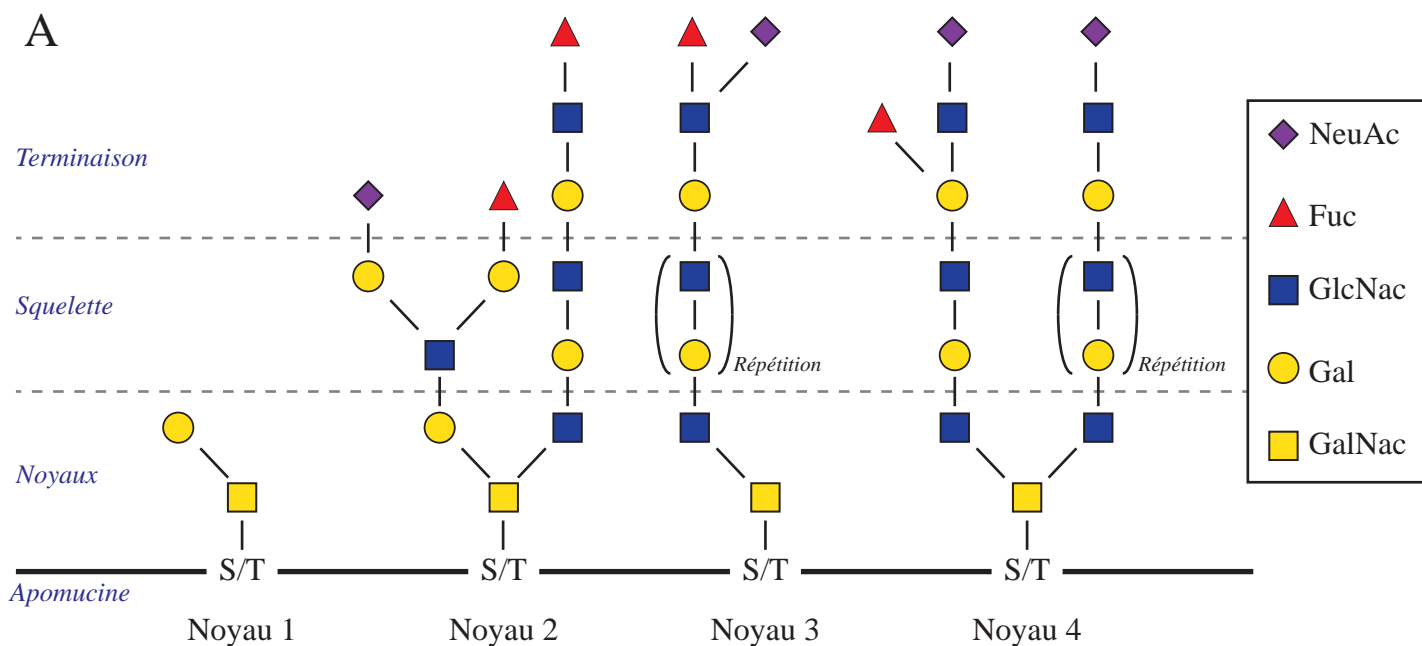 A
Terminaison
Squelette
Noyaux
Apomucine
Répétition
Répétition
S/T
S/T
S/T
S/T
Noyau 1
Noyau 2
Noyau 3
Noyau 4
NeuAc
Fuc
GlcNac
Gal
GalNac